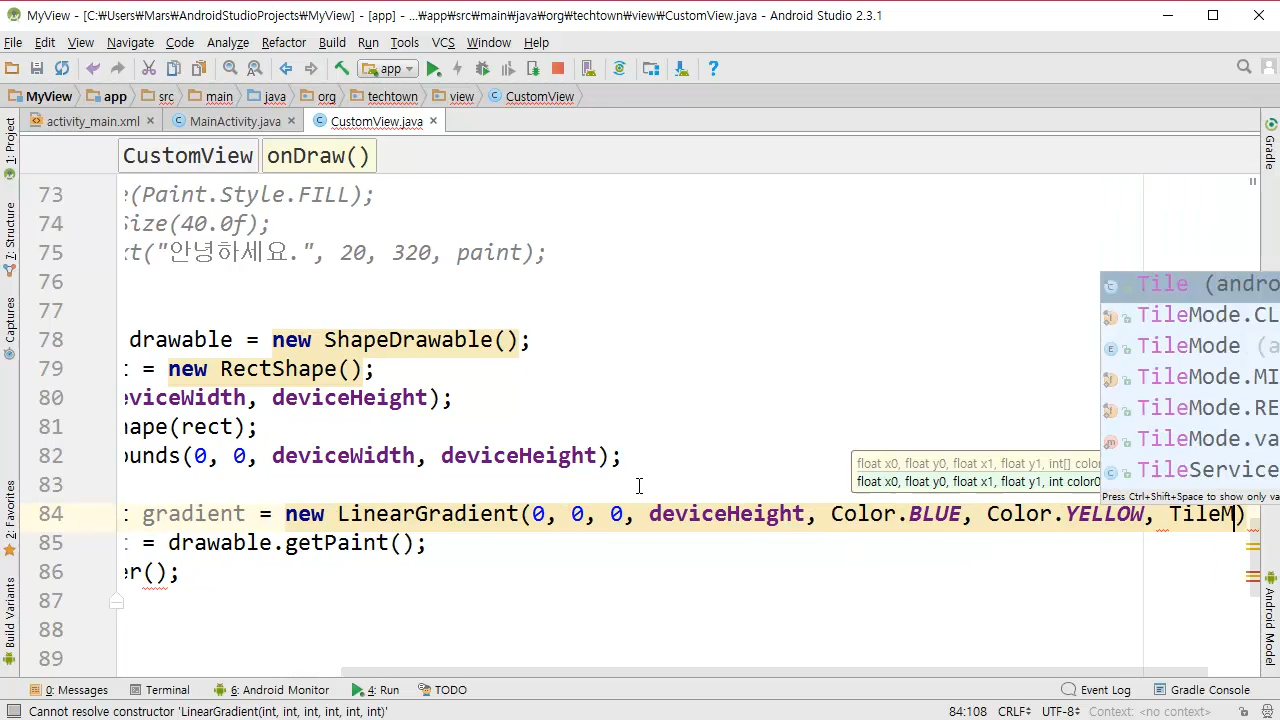 MyView - [C:₩Users₩Mars₩AndroidStudioProjects₩MyView] - [app] - ...₩app₩src₩main₩java₩org₩techtown₩view₩CustomView.java - Android Studio 2.3.1
File Edit View Navigate Code Analyze Refactor Build Run Tools VCS Window Help
app
MyView app src main java org techtown view CustomView
activity_main.xml MainActivity.java CustomView.java
1: Project
7: Structure
Captures
2: Favorites
Build Variants
Gradle
Android Model
CustomView onDraw()
73 e(Paint.Style.FILL);
74 Size(40.0f);
75 xt("안녕하세요.", 20, 320, paint);
76
77
78 drawable = new ShapeDrawable();
79 t = new RectShape();
80 eviceWidth, deviceHeight);
81 hape(rect);
82 ounds(0, 0, deviceWidth, deviceHeight);
83
84 t gradient = new LinearGradient(0, 0, 0, deviceHeight, Color.BLUE, Color.YELLOW, TileM)
85 t = drawable.getPaint();
86 er();
87
88
89
Tile (andro
TileMode.CL
TileMode (a
TileMode.MI
TileMode.RE
TileMode.va
TileService
Press Ctrl+Shift+Space to show only va
float x0, float y0, float x1, float y1, int[] color
float x0, float y0, float x1, float y1, int color0
0: Messages Terminal 6: Android Monitor 4: Run TODO Event Log Gradle Console
Cannot resolve constructor 'LinearGradient(int, int, int, int, int, int)' 84:108 CRLF UTF-8 Context: <no context>